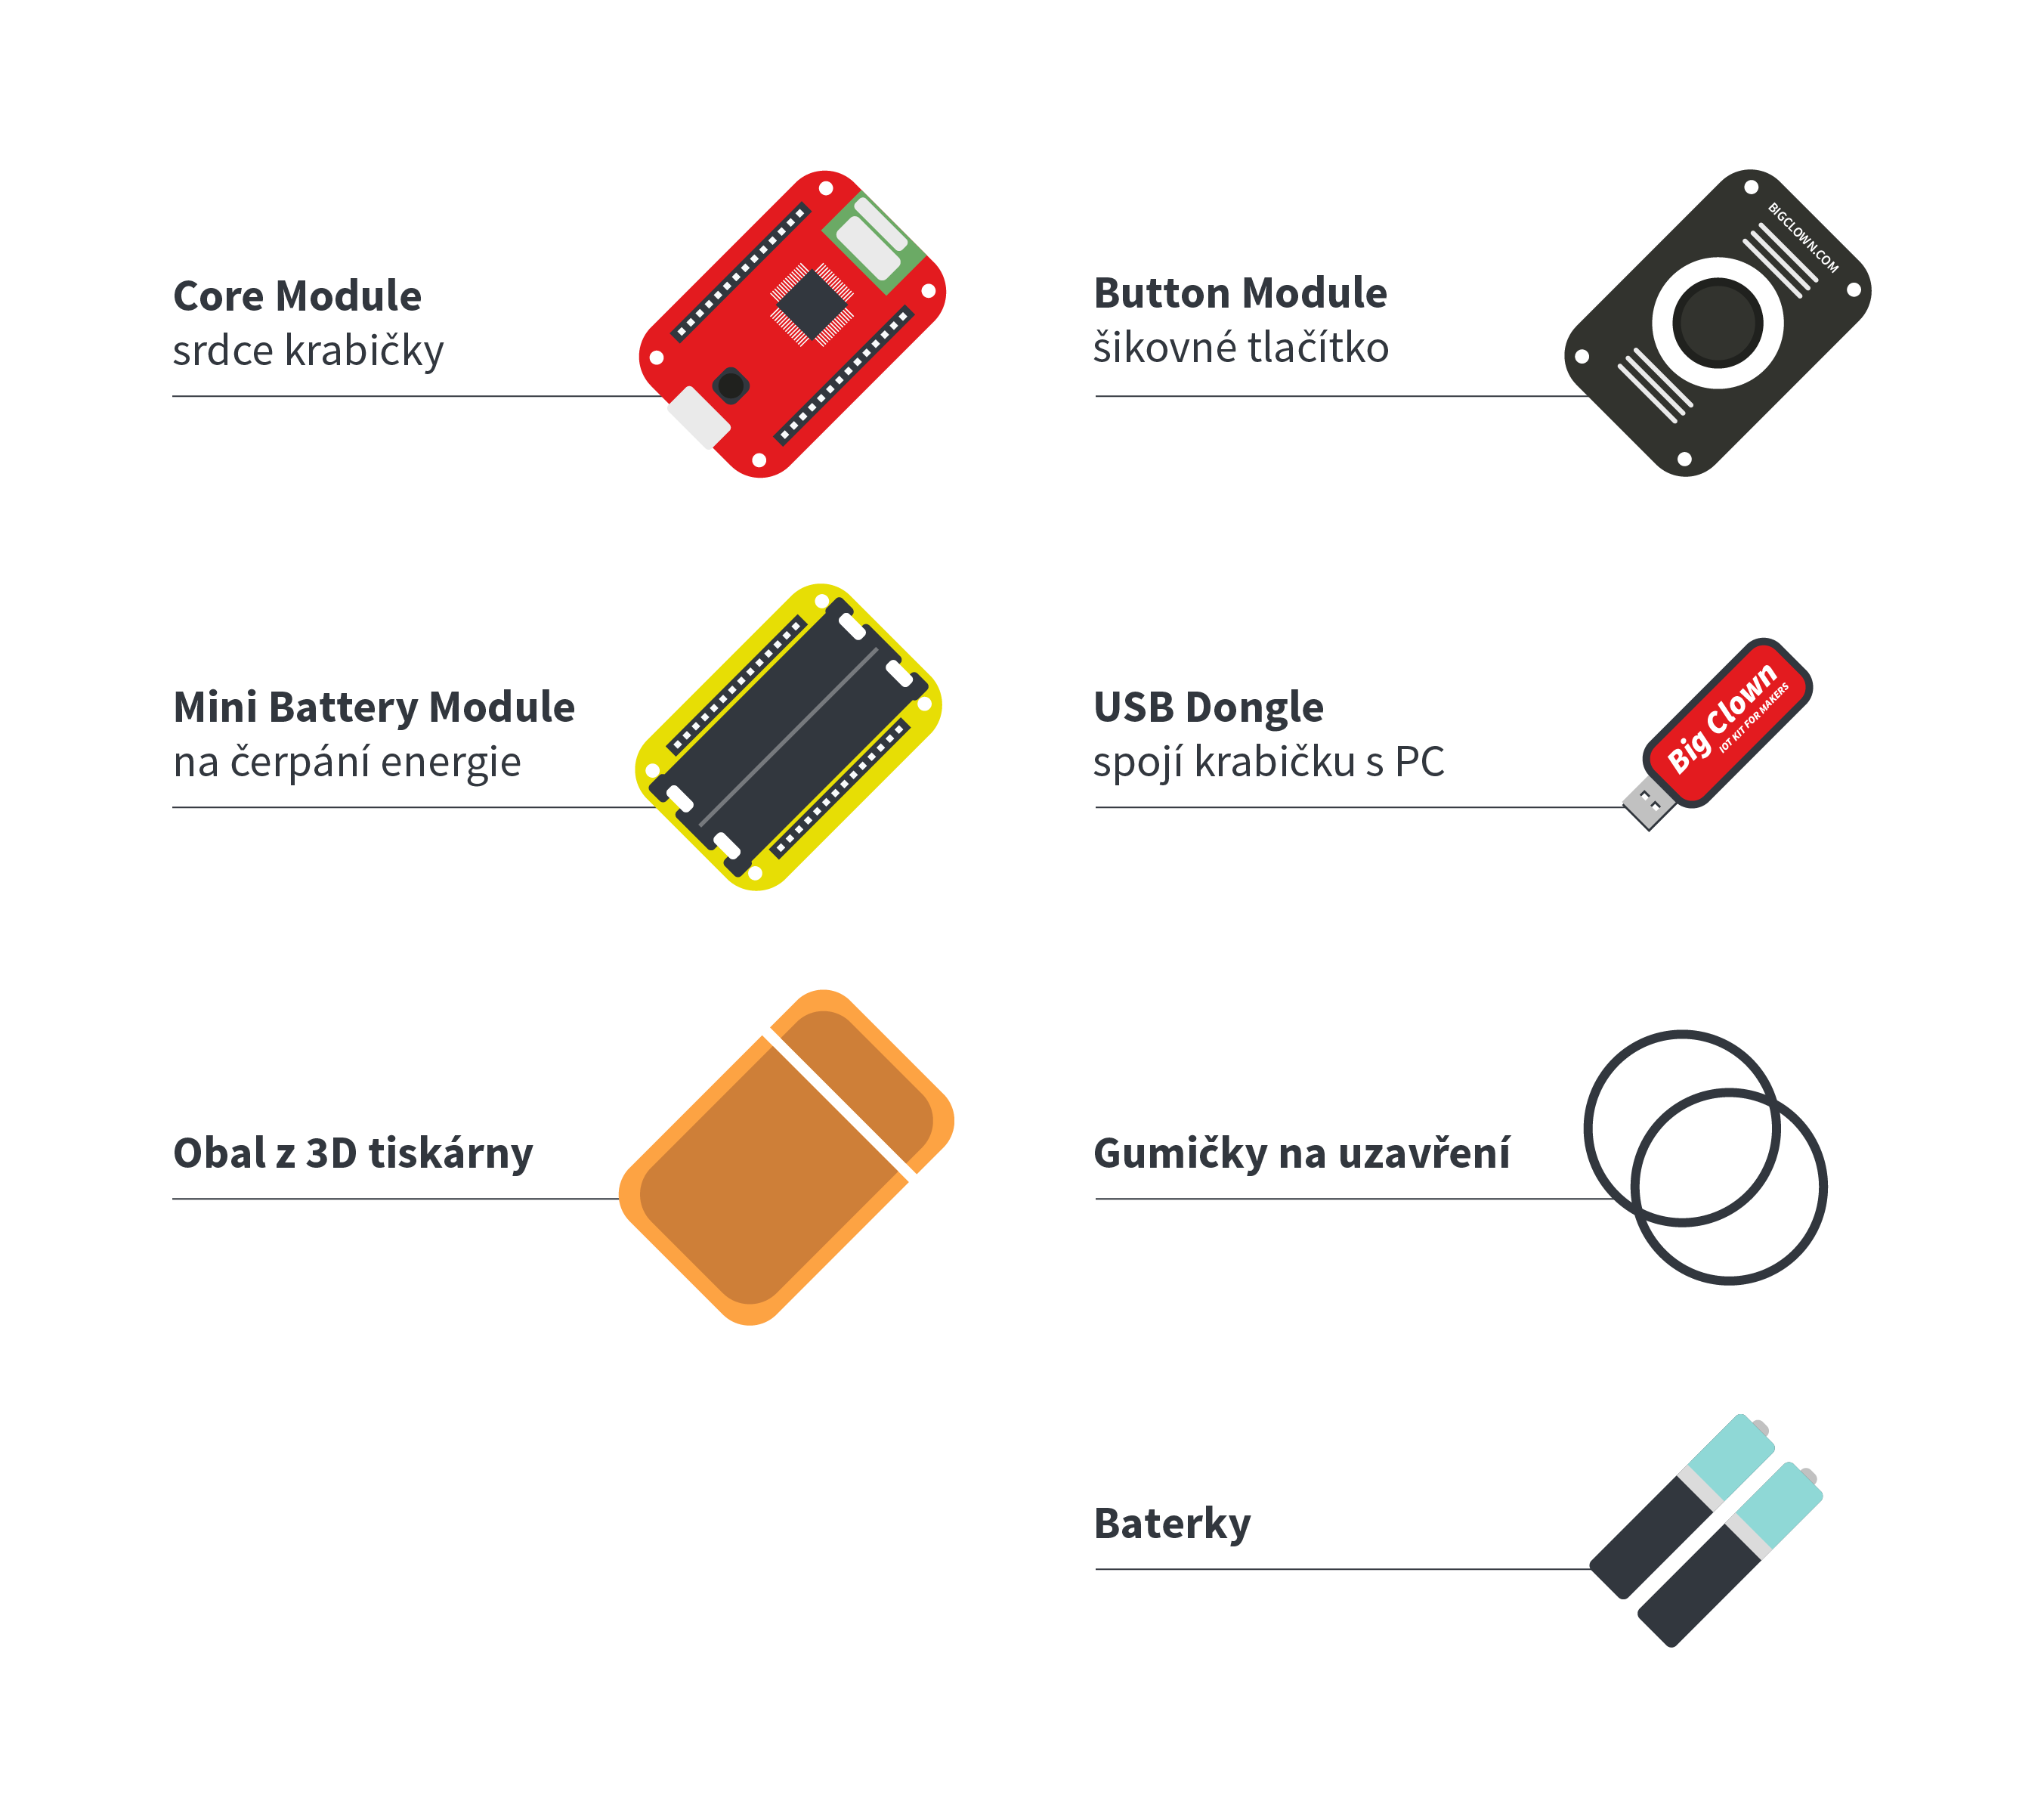 Core Module
srdce krabičky
Button Module
šikovné tlačítko
BIGCLOWN.COM
Mini Battery Module
na čerpání energie
USB Dongle
spojí krabičku s PC
Big Clown
IOT KIT FOR MAKERS
Obal z 3D tiskárny
Gumičky na uzavření
Baterky